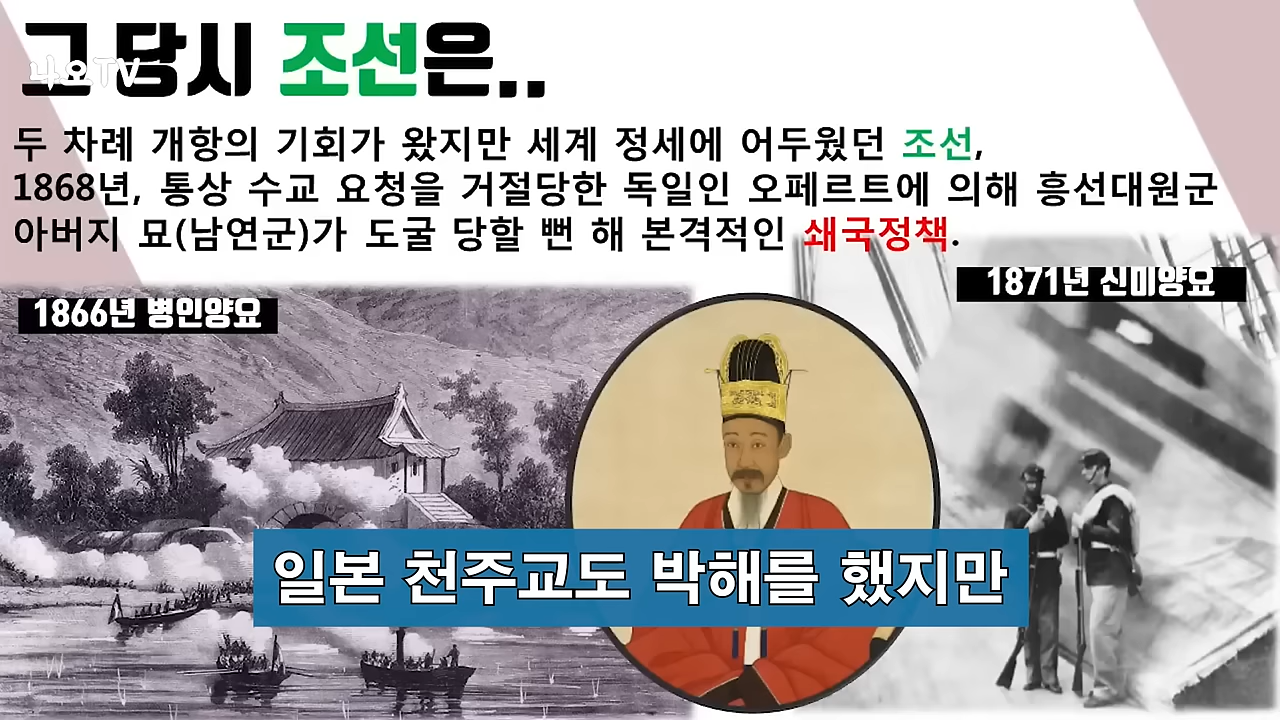 그 당시 조선은..
나요TV
두 차례 개항의 기회가 왔지만 세계 정세에 어두웠던 조선,
1868년, 통상 수교 요청을 거절당한 독일인 오페르트에 의해 흥선대원군
아버지 묘(남연군)가 도굴 당할 뻔 해 본격적인 쇄국정책.
1871년 신미양요
1866년 병인양요
일본 천주교도 박해를 했지만